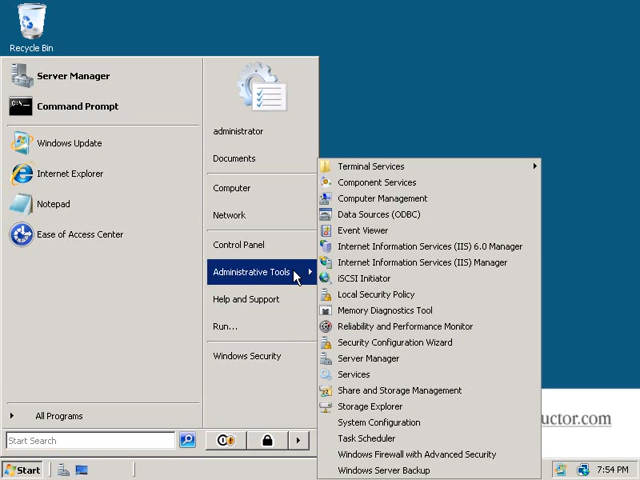 Recycle Bin
Server Manager
Command Prompt
Windows Update
Internet Explorer
Notepad
Ease of Access Center
All Programs
Start Search
administrator
Documents
Computer
Network
Control Panel
Administrative Tools
Help and Support
Run...
Windows Security
Terminal Services
Component Services
Computer Management
Data Sources (ODBC)
Event Viewer
Internet Information Services (IIS) 6.0 Manager
Internet Information Services (IIS) Manager
iSCSI Initiator
Local Security Policy
Memory Diagnostics Tool
Reliability and Performance Monitor
Security Configuration Wizard
Server Manager
Services
Share and Storage Management
Storage Explorer
System Configuration
Task Scheduler
Windows Firewall with Advanced Security
Windows Server Backup
uctor.com
Start
7:54 PM